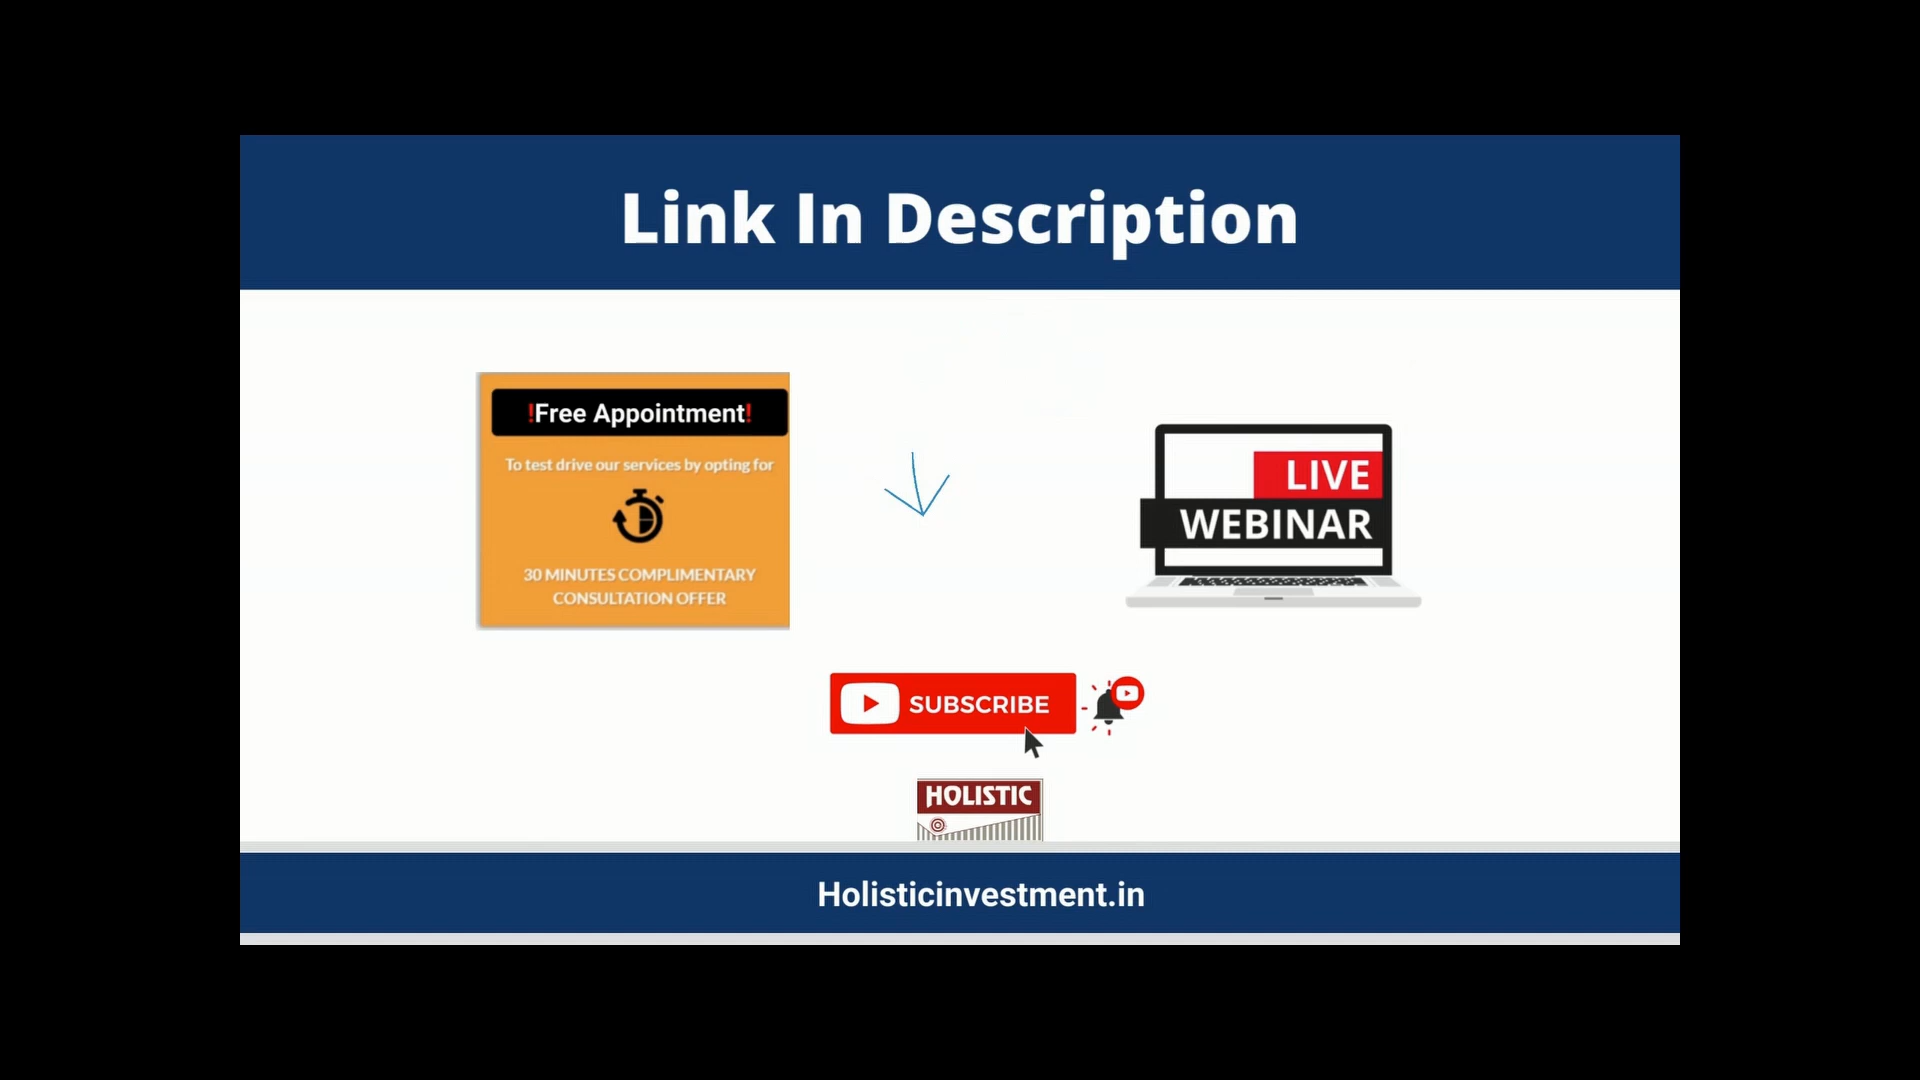 Link In Description
!Free Appointment!
To test drive our services by opting for
30 MINUTES COMPLIMENTARY
CONSULTATION OFFER
LIVE
WEBINAR
SUBSCRIBE
HOLISTIC
Holisticinvestment.in